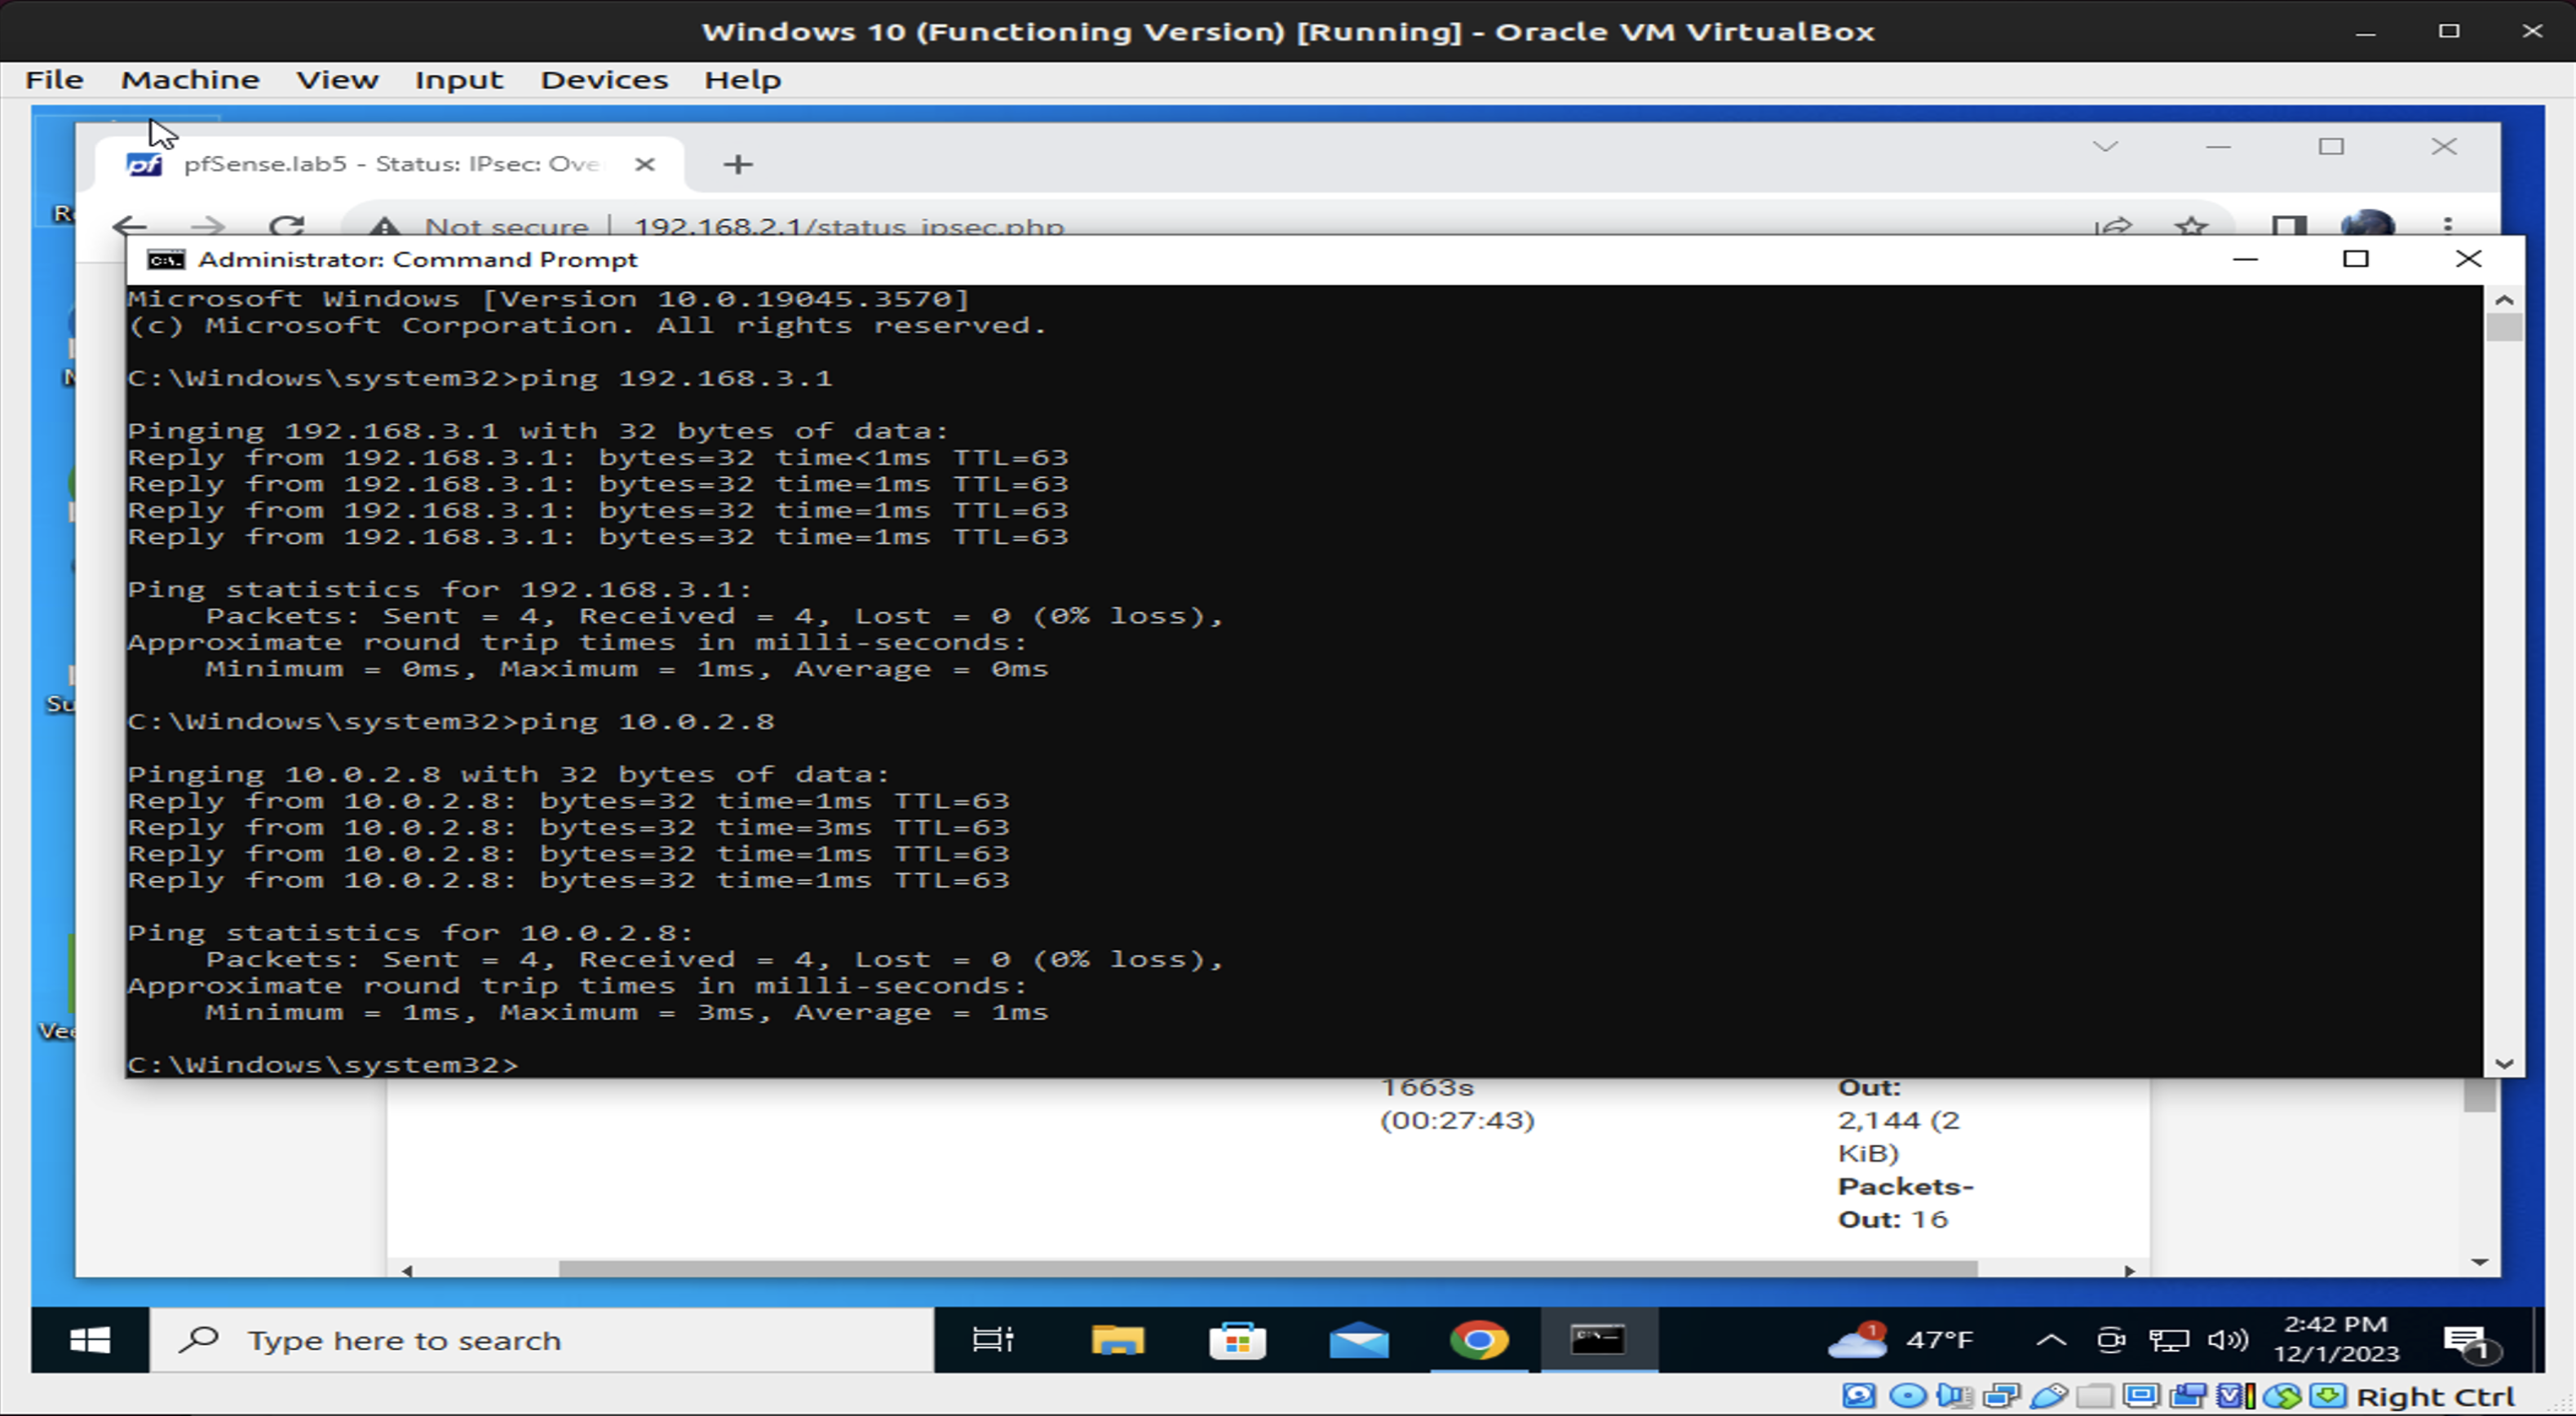 Windows 10 (Functioning Version) [Running] - Oracle VM VirtualBox
File Machine View Input Devices Help
pfSense.lab5 - Status: IPsec: Ove
Not secure | 192.168.2.1/status_ipsec.php
Administrator: Command Prompt
Microsoft Windows [Version 10.0.19045.3570]
(c) Microsoft Corporation. All rights reserved.
C:\Windows\system32>ping 192.168.3.1
Pinging 192.168.3.1 with 32 bytes of data:
Reply from 192.168.3.1: bytes=32 time<1ms TTL=63
Reply from 192.168.3.1: bytes=32 time=1ms TTL=63
Reply from 192.168.3.1: bytes=32 time=1ms TTL=63
Reply from 192.168.3.1: bytes=32 time=1ms TTL=63
Ping statistics for 192.168.3.1:
Packets: Sent = 4, Received = 4, Lost = 0 (0% loss),
Approximate round trip times in milli-seconds:
Minimum = 0ms, Maximum = 1ms, Average = 0ms
C:\Windows\system32>ping 10.0.2.8
Pinging 10.0.2.8 with 32 bytes of data:
Reply from 10.0.2.8: bytes=32 time=1ms TTL=63
Reply from 10.0.2.8: bytes=32 time=3ms TTL=63
Reply from 10.0.2.8: bytes=32 time=1ms TTL=63
Reply from 10.0.2.8: bytes=32 time=1ms TTL=63
Ping statistics for 10.0.2.8:
Packets: Sent = 4, Received = 4, Lost = 0 (0% loss),
Approximate round trip times in milli-seconds:
Minimum = 1ms, Maximum = 3ms, Average = 1ms
C:\Windows\system32>
1663s
(00:27:43)
Out:
2,144 (2
KiB)
Packets-
Out: 16
Type here to search
47°F
2:42 PM
12/1/2023
1
Right Ctrl